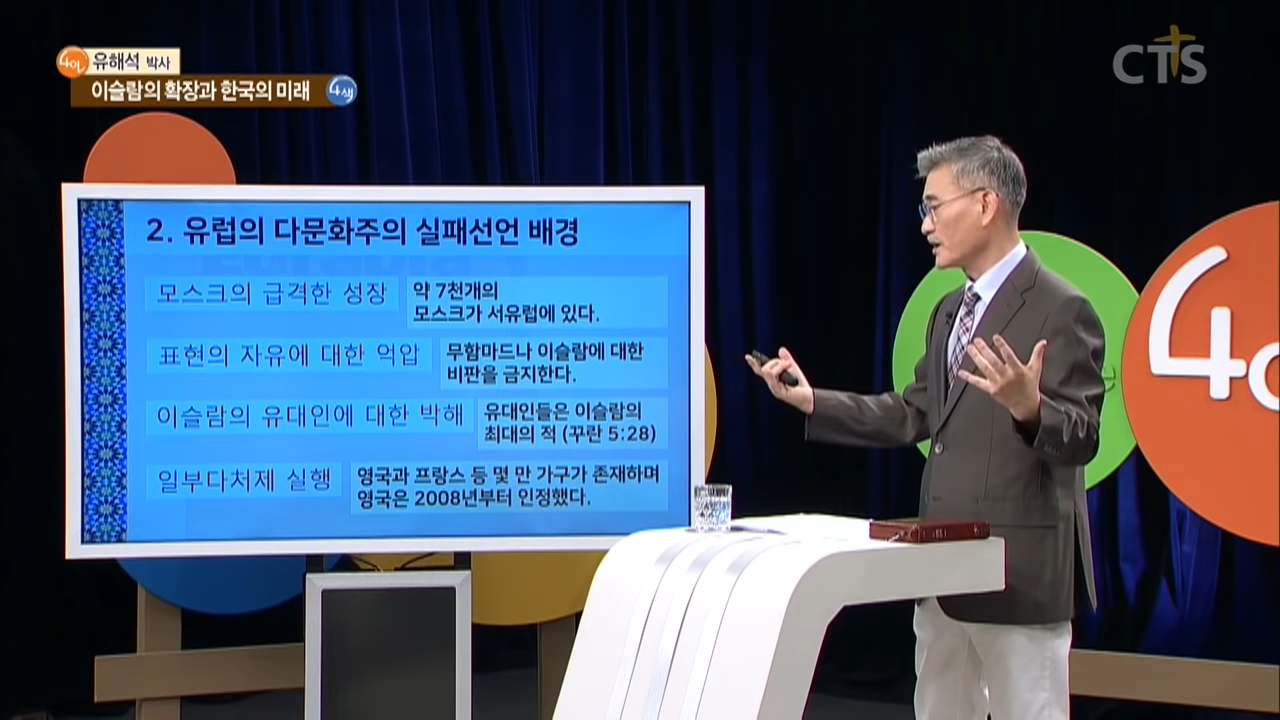 4인
유해석 박사
이슬람의 확장과 한국의 미래
4색
CTS
2. 유럽의 다문화주의 실패선언 배경
모스크의 급격한 성장
약 7천개의
모스크가 서유럽에 있다.
표현의 자유에 대한 억압
무함마드나 이슬람에 대한
비판을 금지한다.
이슬람의 유대인에 대한 박해
유대인들은 이슬람의
최대의 적 (꾸란 5:28)
일부다처제 실행
영국과 프랑스 등 몇 만 가구가 존재하며
영국은 2008년부터 인정했다.